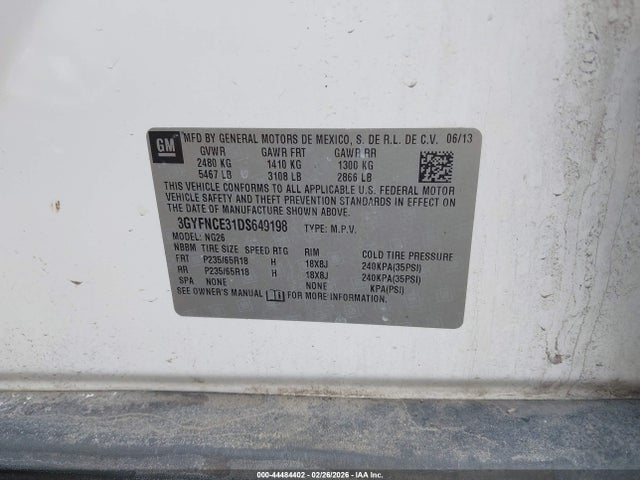 GM
MFD BY GENERAL MOTORS DE MEXICO, S. DE R.L. DE C.V. 06/13
GVWR GAWR FRT GAWR RR
2480 KG 1410 KG 1300 KG
5467 LB 3108 LB 2866 LB
THIS VEHICLE CONFORMS TO ALL APPLICABLE U.S. FEDERAL MOTOR
VEHICLE SAFETY AND THEFT PREVENTION STANDARDS IN EFFECT ON
THE DATE OF MANUFACTURE SHOWN ABOVE.
3GYFNCE31DS649198 TYPE: M.P.V.
MODEL: NG26
NBBM TIRE SIZE SPEED RTG RIM COLD TIRE PRESSURE
FRT P235/65R18 H 18X8J 240KPA(35PSI)
RR P235/65R18 H 18X8J 240KPA(35PSI)
SPA NONE NONE KPA(PSI)
SEE OWNER'S MANUAL FOR MORE INFORMATION.
000-44484402 - 02/26/2026 - IAAI.com